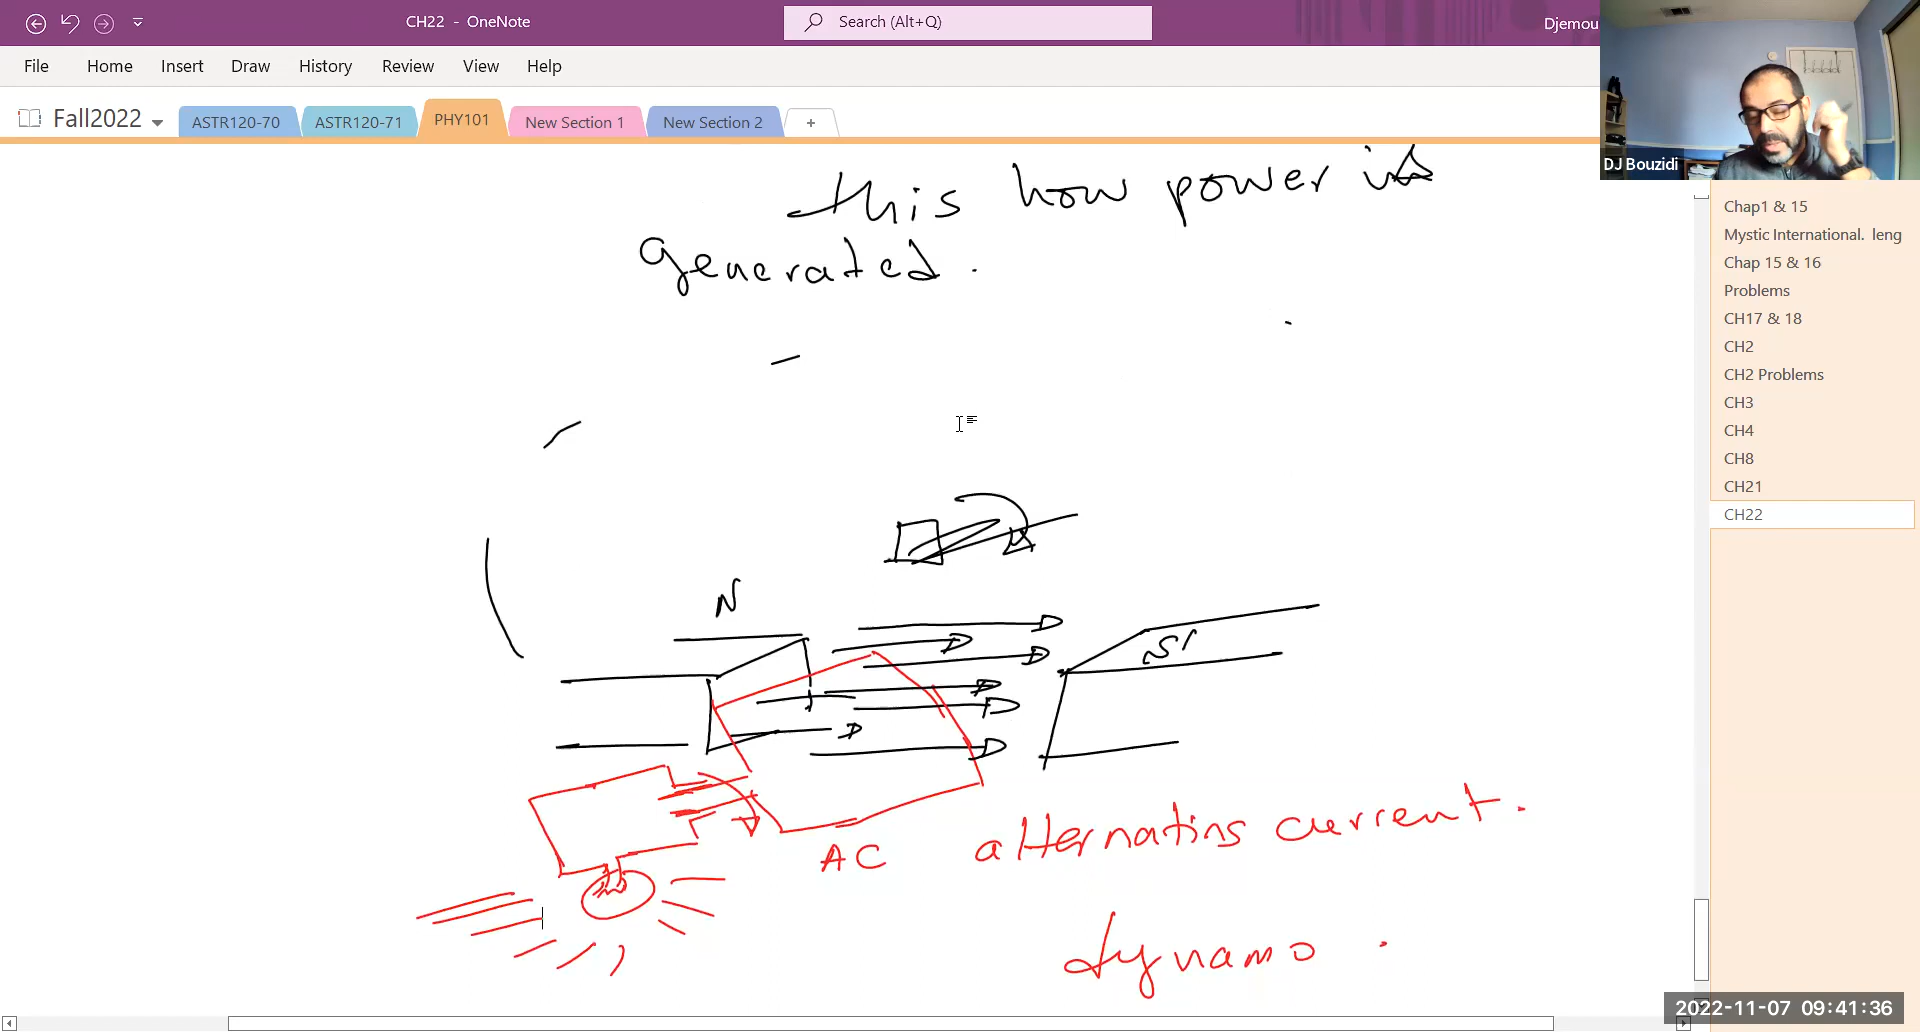 CH22 - OneNote
Search (Alt+Q)
Djemou
File Home Insert Draw History Review View Help
Fall2022
ASTR120-70 ASTR120-71 PHY101 New Section 1 New Section 2 +
DJ Bouzidi
Chap1 & 15
Mystic International. leng
Chap 15 & 16
Problems
CH17 & 18
CH2
CH2 Problems
CH3
CH4
CH8
CH21
CH22
this how power is
generated.
N
S
AC alternating current.
dynamo
2022-11-07 09:41:36